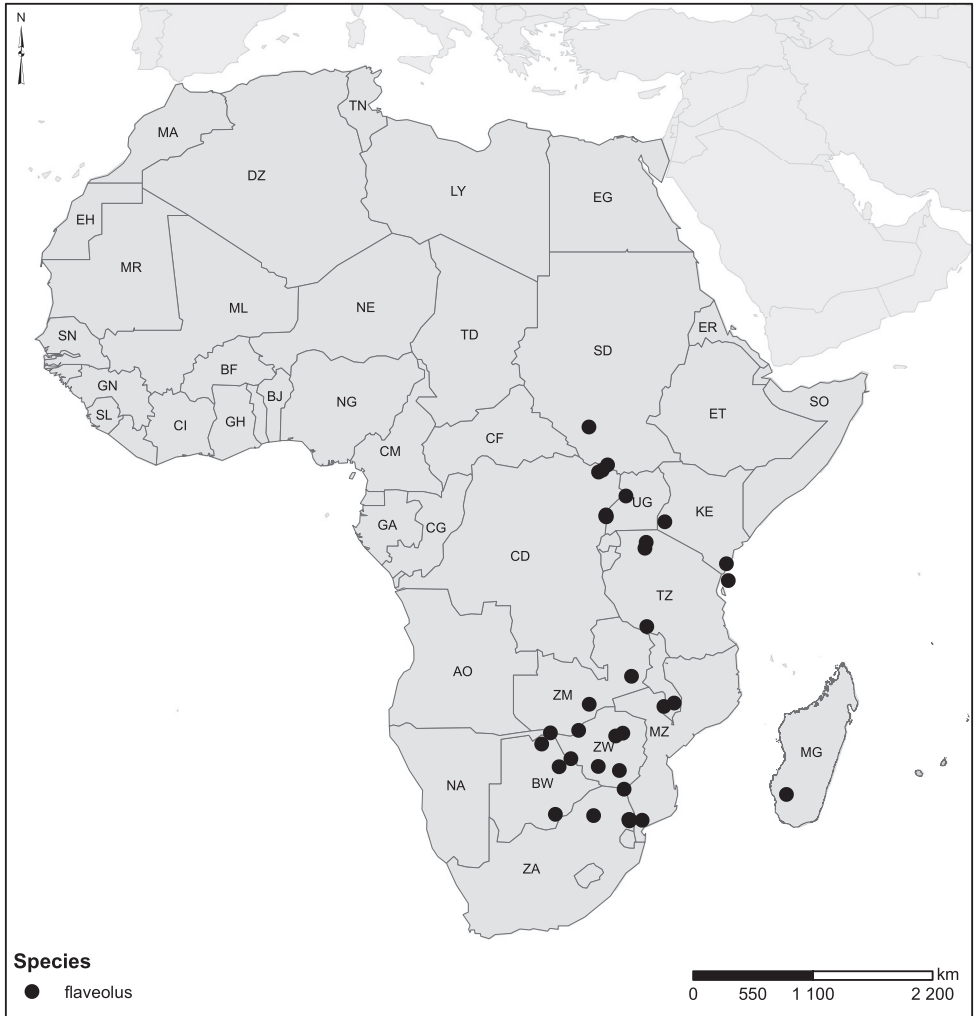 N
TN
MA
DZ
LY
EG
EH
MR
ML
NE
TD
SD
ER
SN
BF
GN
BJ
NG
ET
SO
SL
CI
GH
CM
CF
UG
KE
GA
CG
CD
TZ
AO
ZM
MZ
MG
ZW
NA
BW
ZA
Species
flaveolus
km
0 550 1 100 2 200